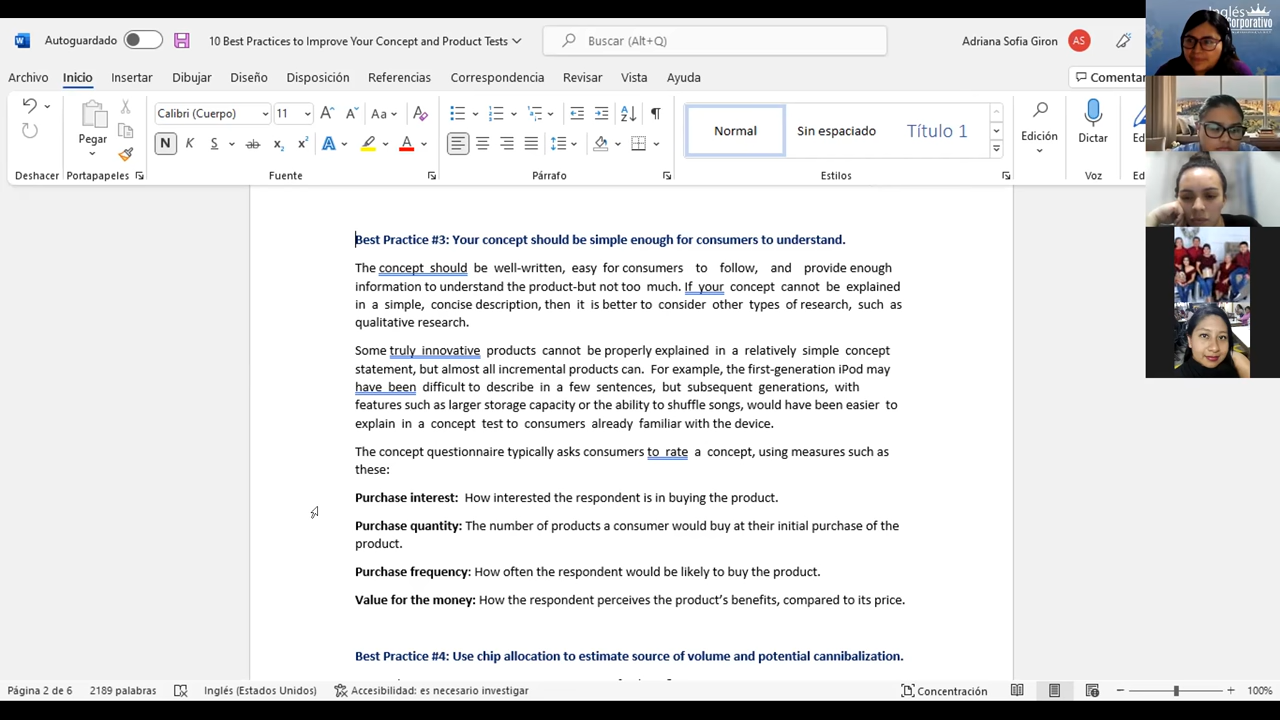 Autoguardado
10 Best Practices to Improve Your Concept and Product Tests
Buscar (Alt+Q)
Adriana Sofia Giron
AS
Inglés
Corporativo
Archivo Inicio Insertar Dibujar Diseño Disposición Referencias Correspondencia Revisar Vista Ayuda
Comentar
Calibri (Cuerpo) 11
Aa
Pegar
N K S ab x₂ x² A A
Normal
Sin espaciado
Título 1
Edición
Dictar
Ed
Deshacer
Portapapeles
Fuente
Párrafo
Estilos
Voz
Ed
Best Practice #3: Your concept should be simple enough for consumers to understand.
The concept should be well-written, easy for consumers to follow, and provide enough
information to understand the product-but not too much. If your concept cannot be explained
in a simple, concise description, then it is better to consider other types of research, such as
qualitative research.
Some truly innovative products cannot be properly explained in a relatively simple concept
statement, but almost all incremental products can. For example, the first-generation iPod may
have been difficult to describe in a few sentences, but subsequent generations, with
features such as larger storage capacity or the ability to shuffle songs, would have been easier to
explain in a concept test to consumers already familiar with the device.
The concept questionnaire typically asks consumers to rate a concept, using measures such as
these:
Purchase interest: How interested the respondent is in buying the product.
Purchase quantity: The number of products a consumer would buy at their initial purchase of the
product.
Purchase frequency: How often the respondent would be likely to buy the product.
Value for the money: How the respondent perceives the product’s benefits, compared to its price.
Best Practice #4: Use chip allocation to estimate source of volume and potential cannibalization.
Página 2 de 6
2189 palabras
Inglés (Estados Unidos)
Accesibilidad: es necesario investigar
Concentración
100%